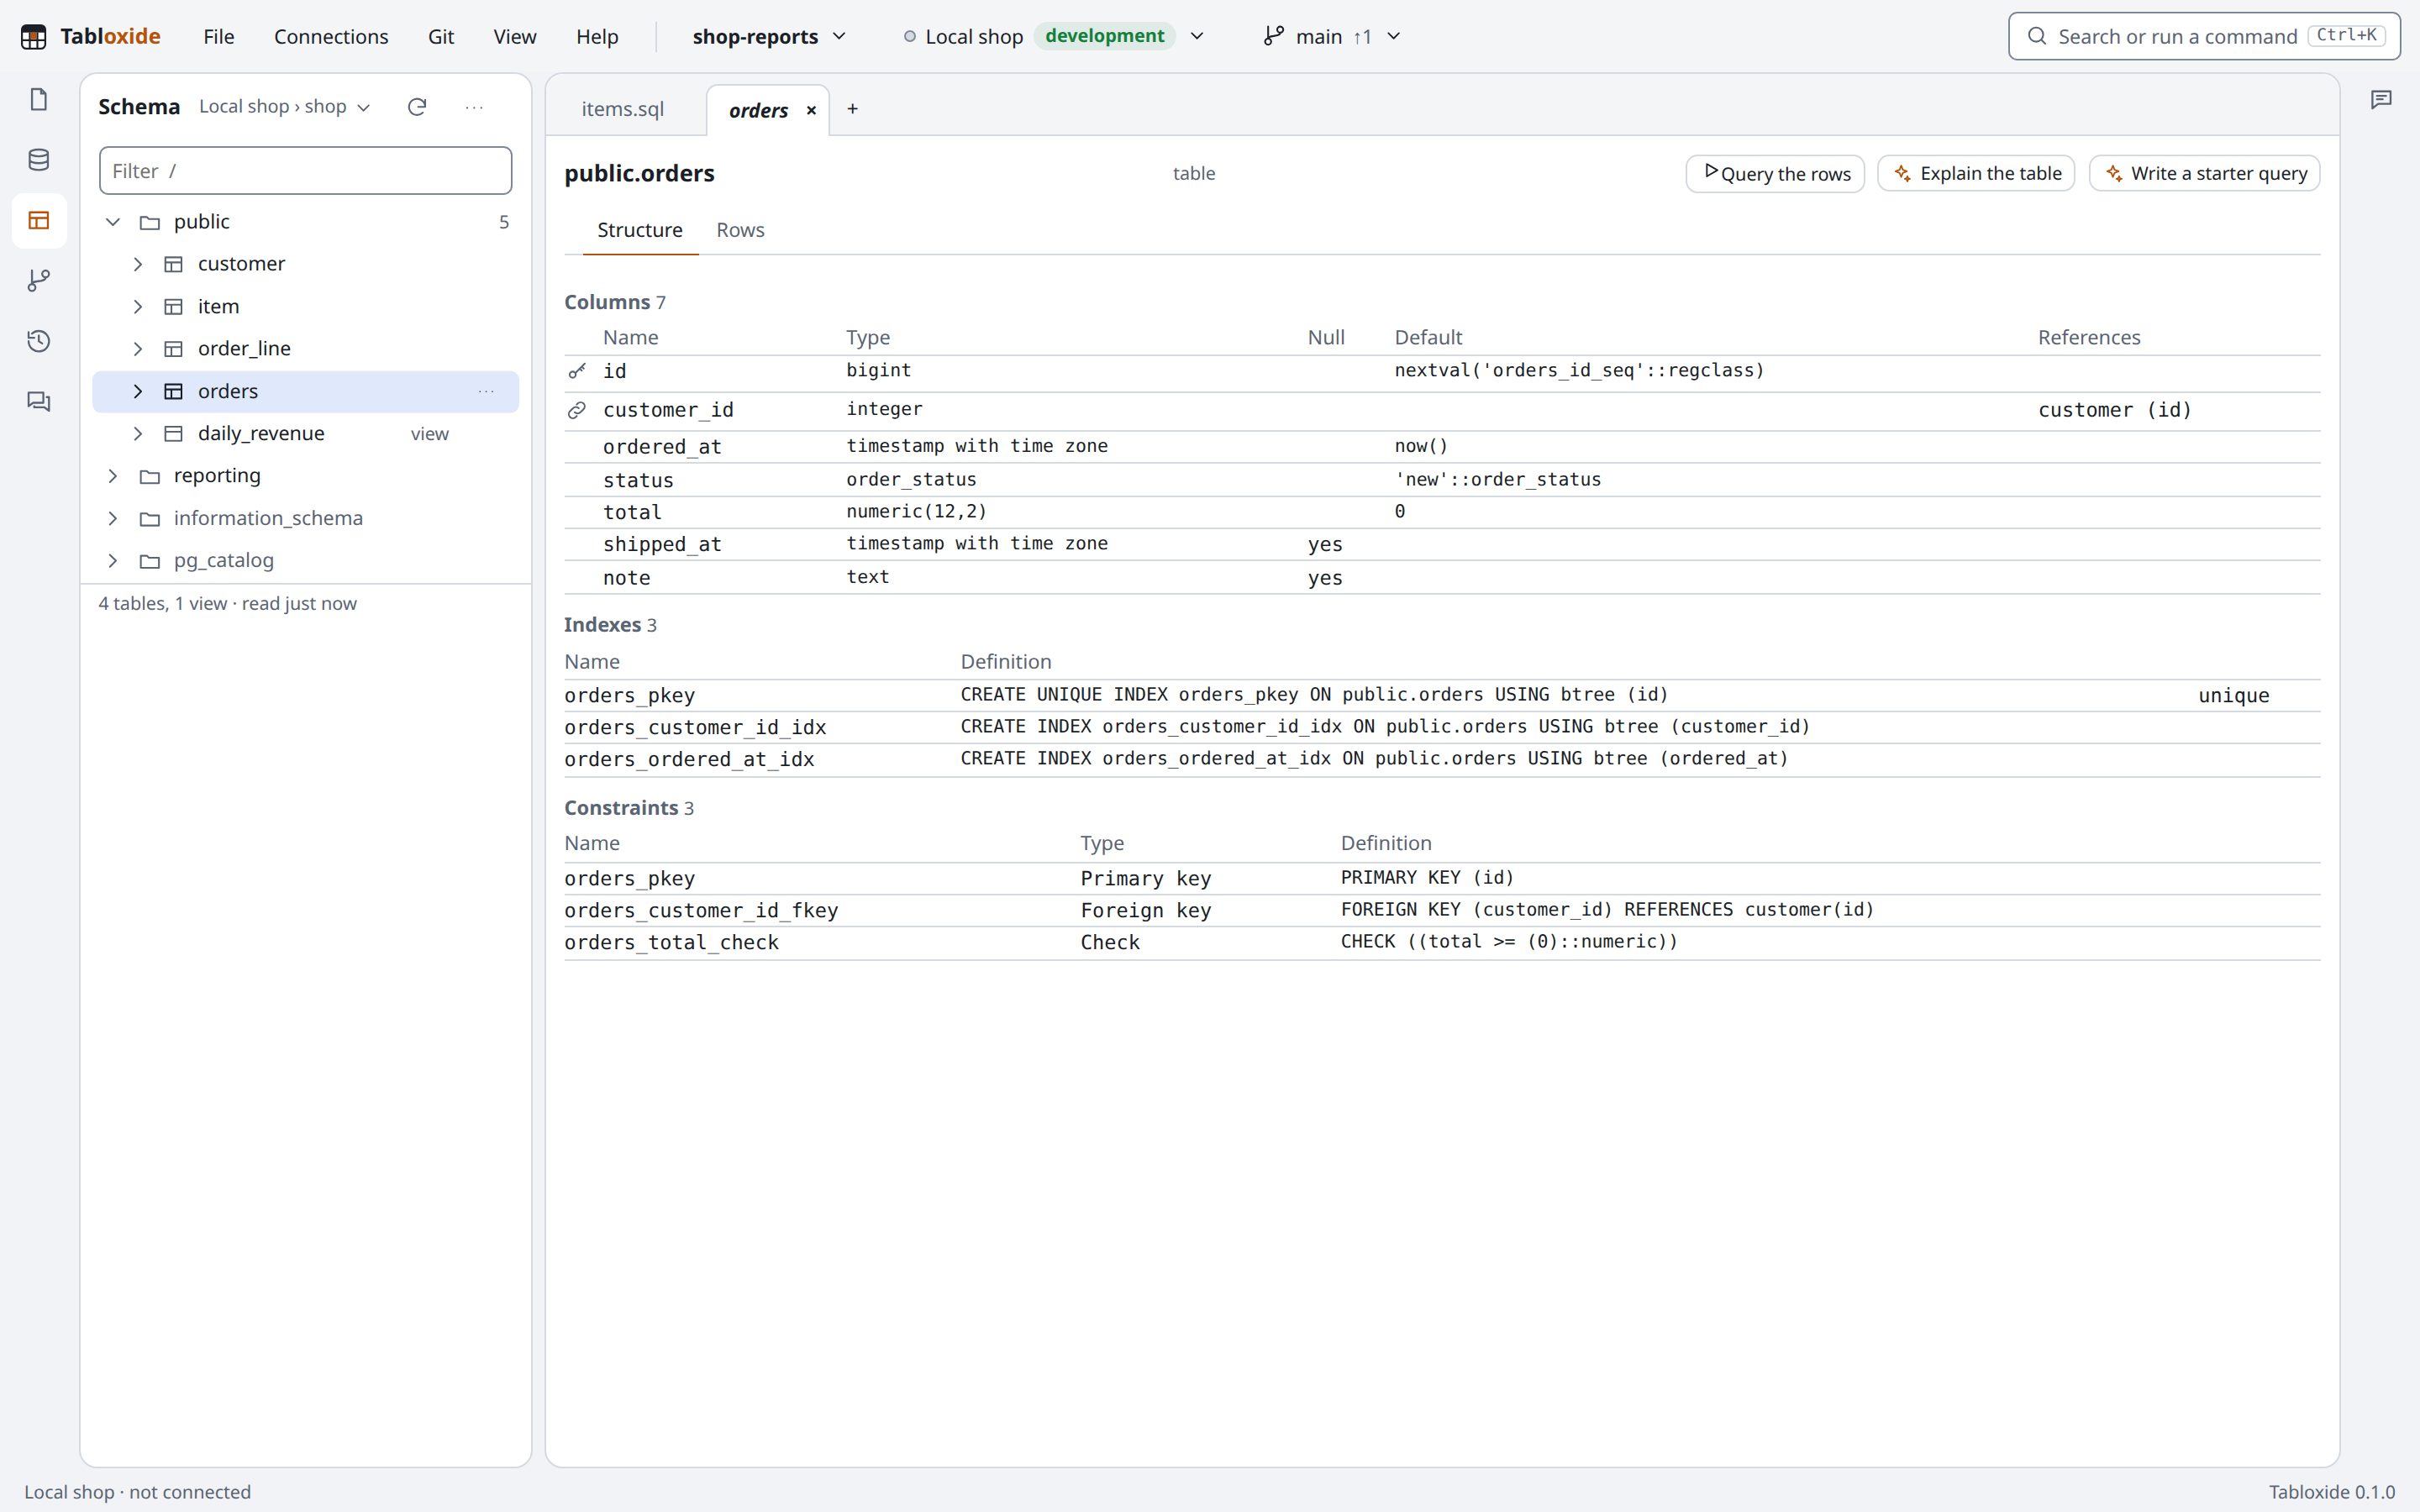 Tabloxide File Connections Git View Help shop-reports Local shop development main ↑1 Search or run a command Ctrl+K
Schema Local shop › shop ···
Filter /
public 5
customer
item
order_line
orders ···
daily_revenue view
reporting
information_schema
pg_catalog
4 tables, 1 view · read just now
items.sql orders × +
public.orders table Query the rows Explain the table Write a starter query
Structure Rows
Columns 7
Name Type Null Default References
id bigint nextval('orders_id_seq'::regclass)
customer_id integer customer (id)
ordered_at timestamp with time zone now()
status order_status 'new'::order_status
total numeric(12,2) 0
shipped_at timestamp with time zone yes
note text yes
Indexes 3
Name Definition
orders_pkey CREATE UNIQUE INDEX orders_pkey ON public.orders USING btree (id) unique
orders_customer_id_idx CREATE INDEX orders_customer_id_idx ON public.orders USING btree (customer_id)
orders_ordered_at_idx CREATE INDEX orders_ordered_at_idx ON public.orders USING btree (ordered_at)
Constraints 3
Name Type Definition
orders_pkey Primary key PRIMARY KEY (id)
orders_customer_id_fkey Foreign key FOREIGN KEY (customer_id) REFERENCES customer(id)
orders_total_check Check CHECK ((total >= (0)::numeric))
Local shop · not connected Tabloxide 0.1.0